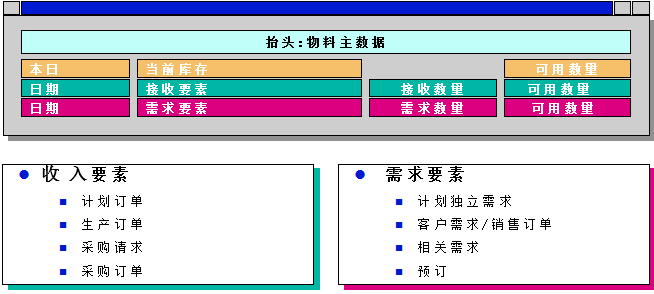 抬头:物料主数据
本日 当前库存 可用数量
日期 接收要素 接收数量 可用数量
日期 需求要素 需求数量 可用数量
收入要素
计划订单
生产订单
采购请求
采购订单
需求要素
计划独立需求
客户需求/销售订单
相关需求
预订